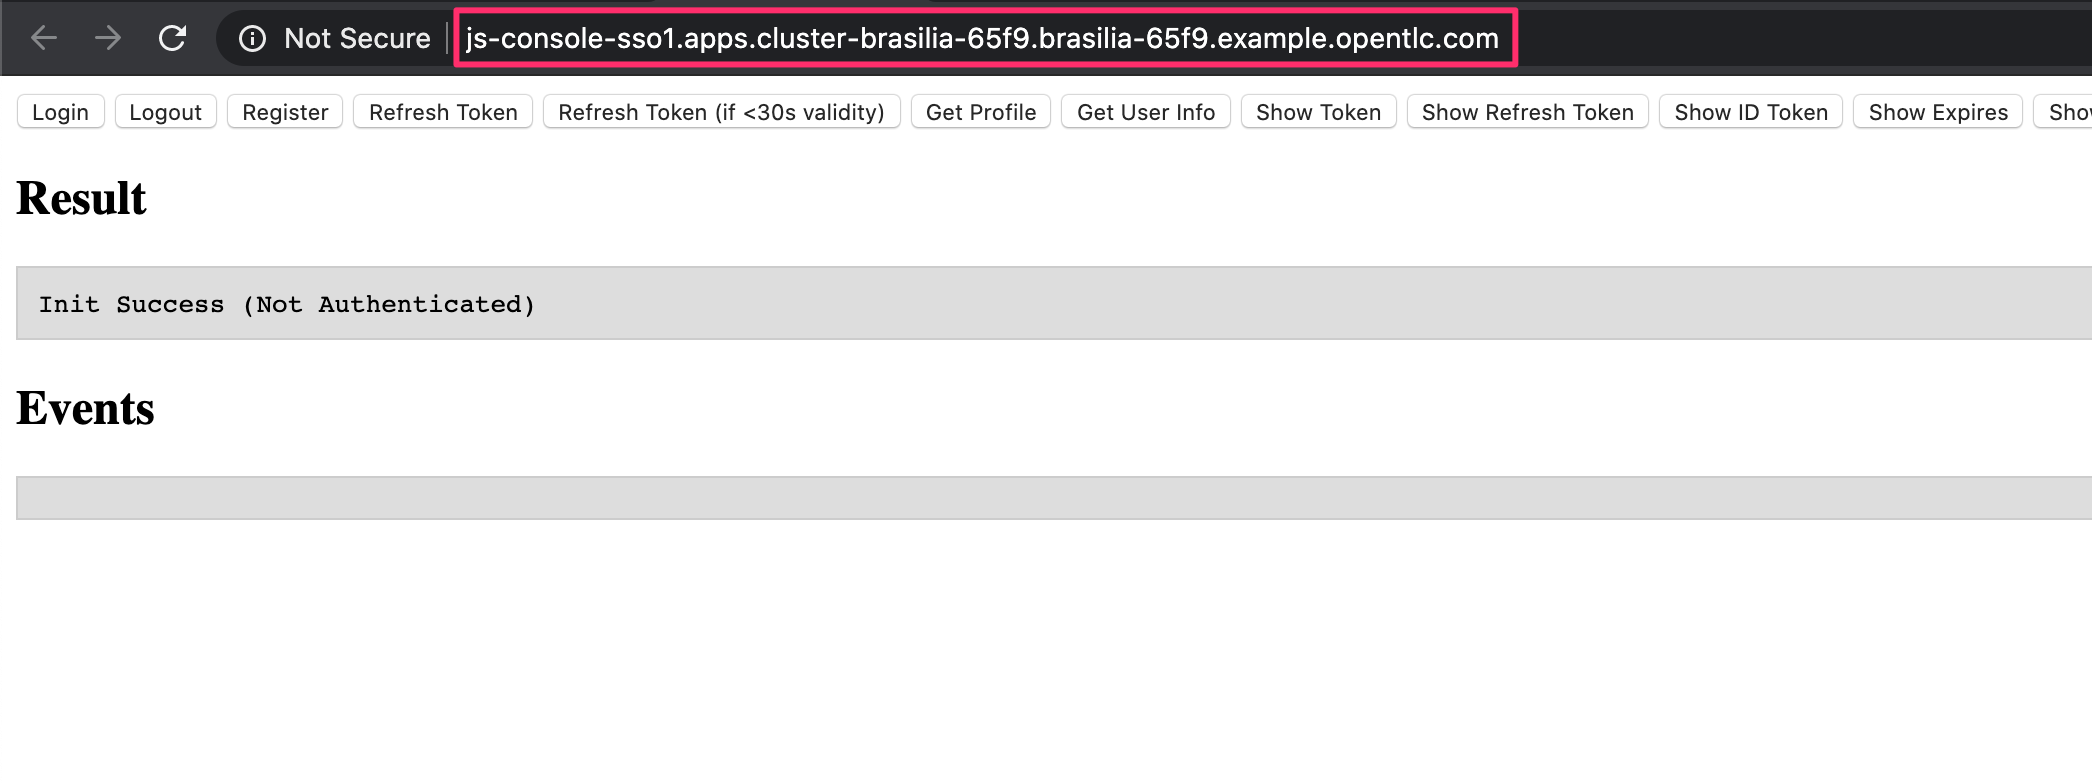 Not Secure js-console-sso1.apps.cluster-brasilia-65f9.brasilia-65f9.example.opentlc.com
Login Logout Register Refresh Token Refresh Token (if <30s validity) Get Profile Get User Info Show Token Show Refresh Token Show ID Token Show Expires
Result
Init Success (Not Authenticated)
Events